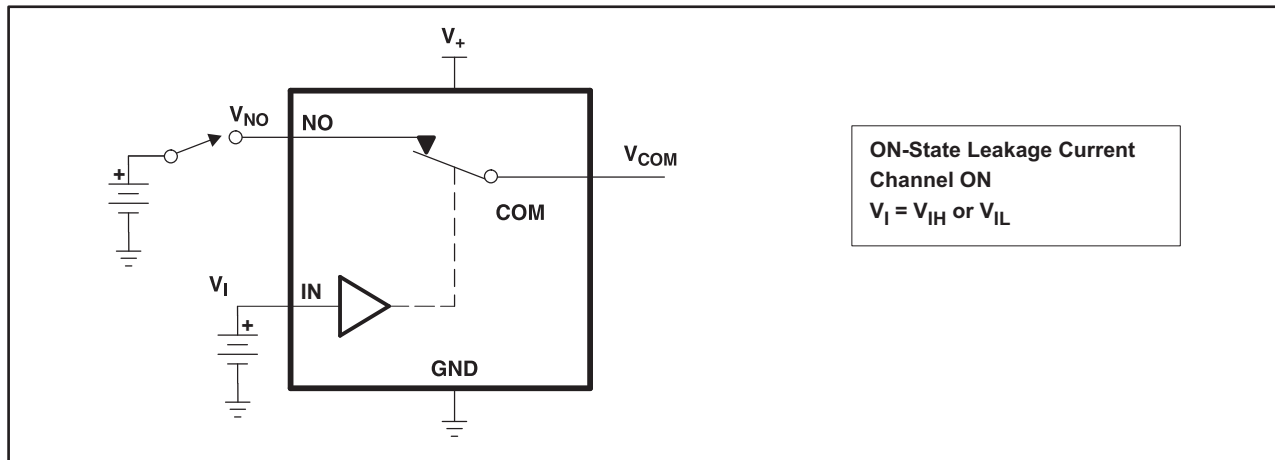 V+
VNO
NO
+
VCOM
COM
VI
IN
+
GND
ON-State Leakage Current
Channel ON
VI = VIH or VIL